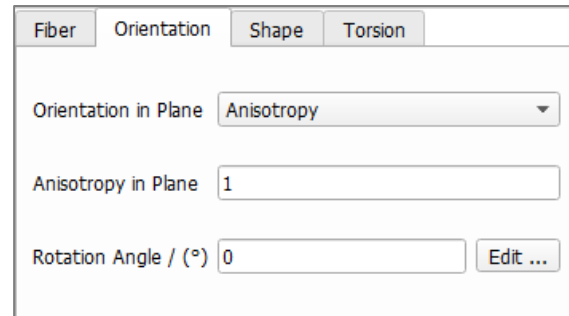 Fiber Orientation Shape Torsion
Orientation in Plane Anisotropy
Anisotropy in Plane 1
Rotation Angle / (°) 0 Edit ...